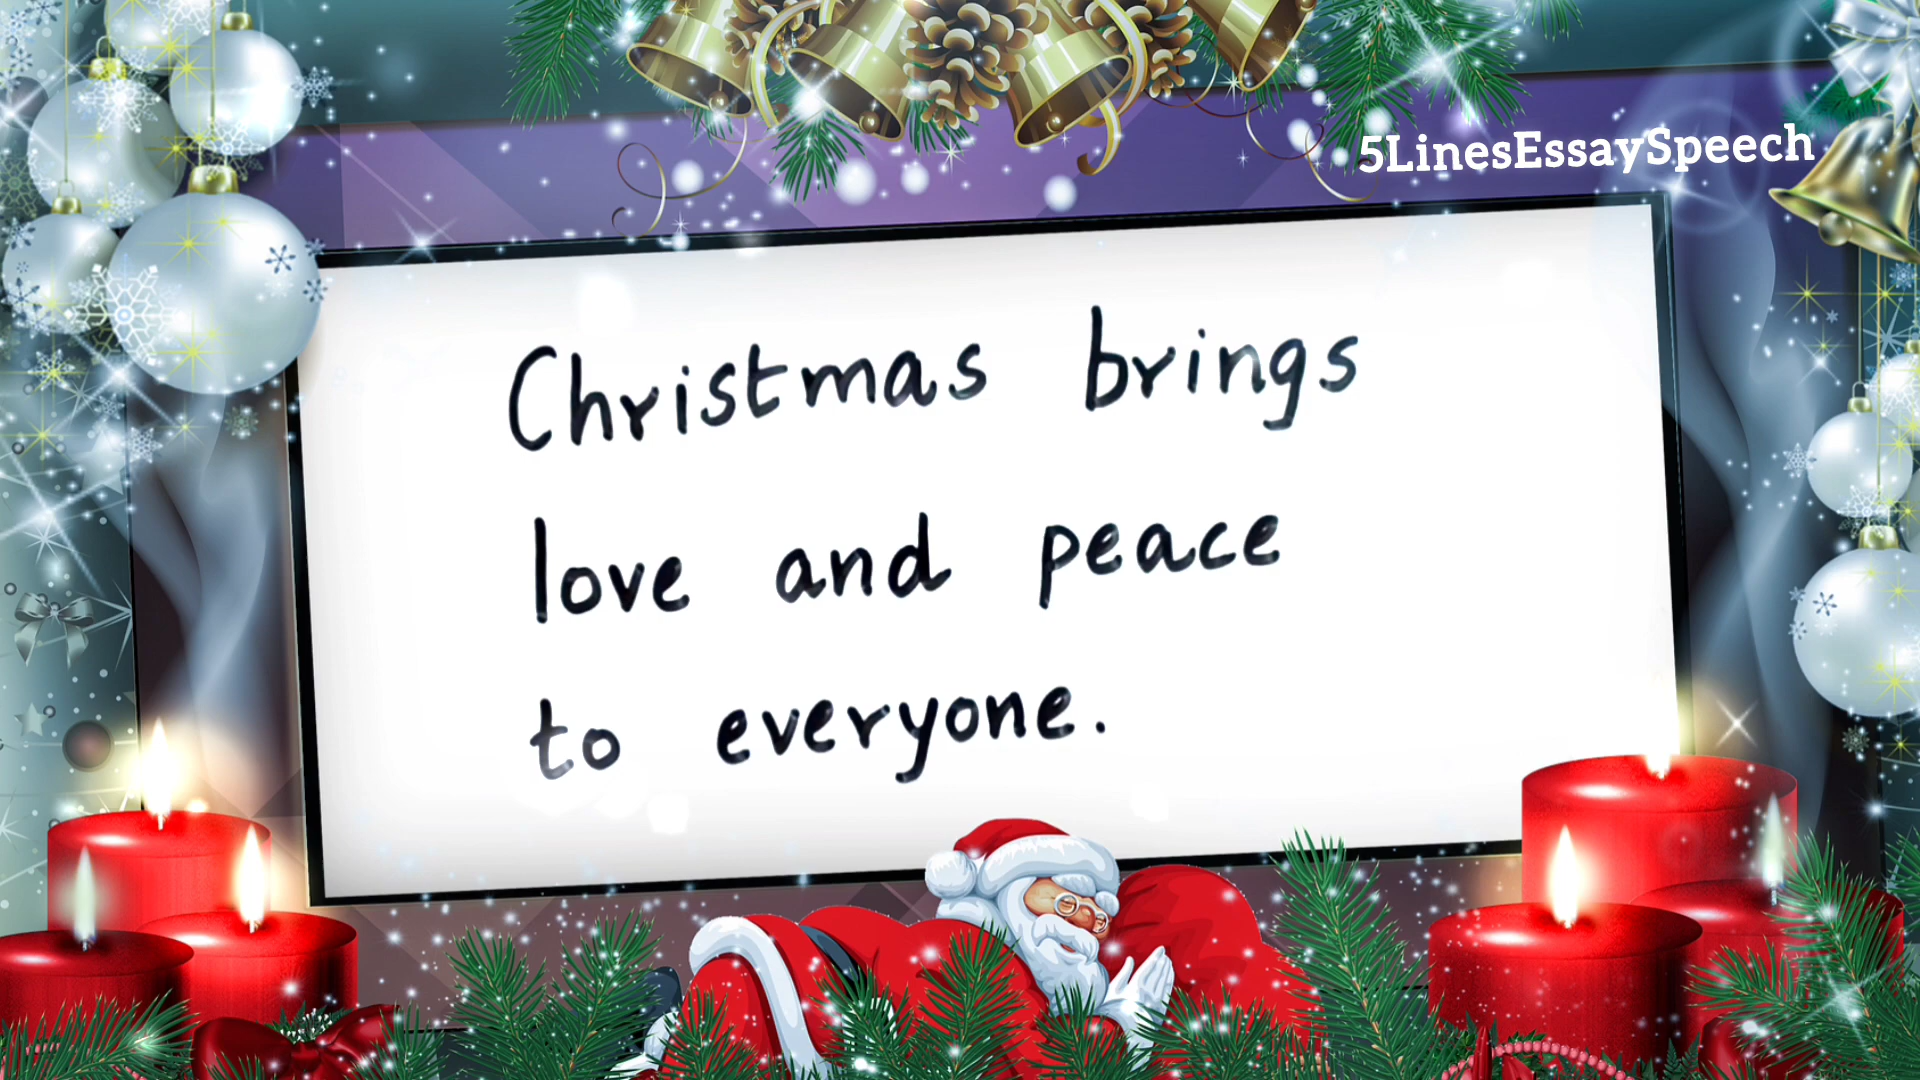 5LinesEssaySpeech
Christmas brings
love and peace
to everyone.